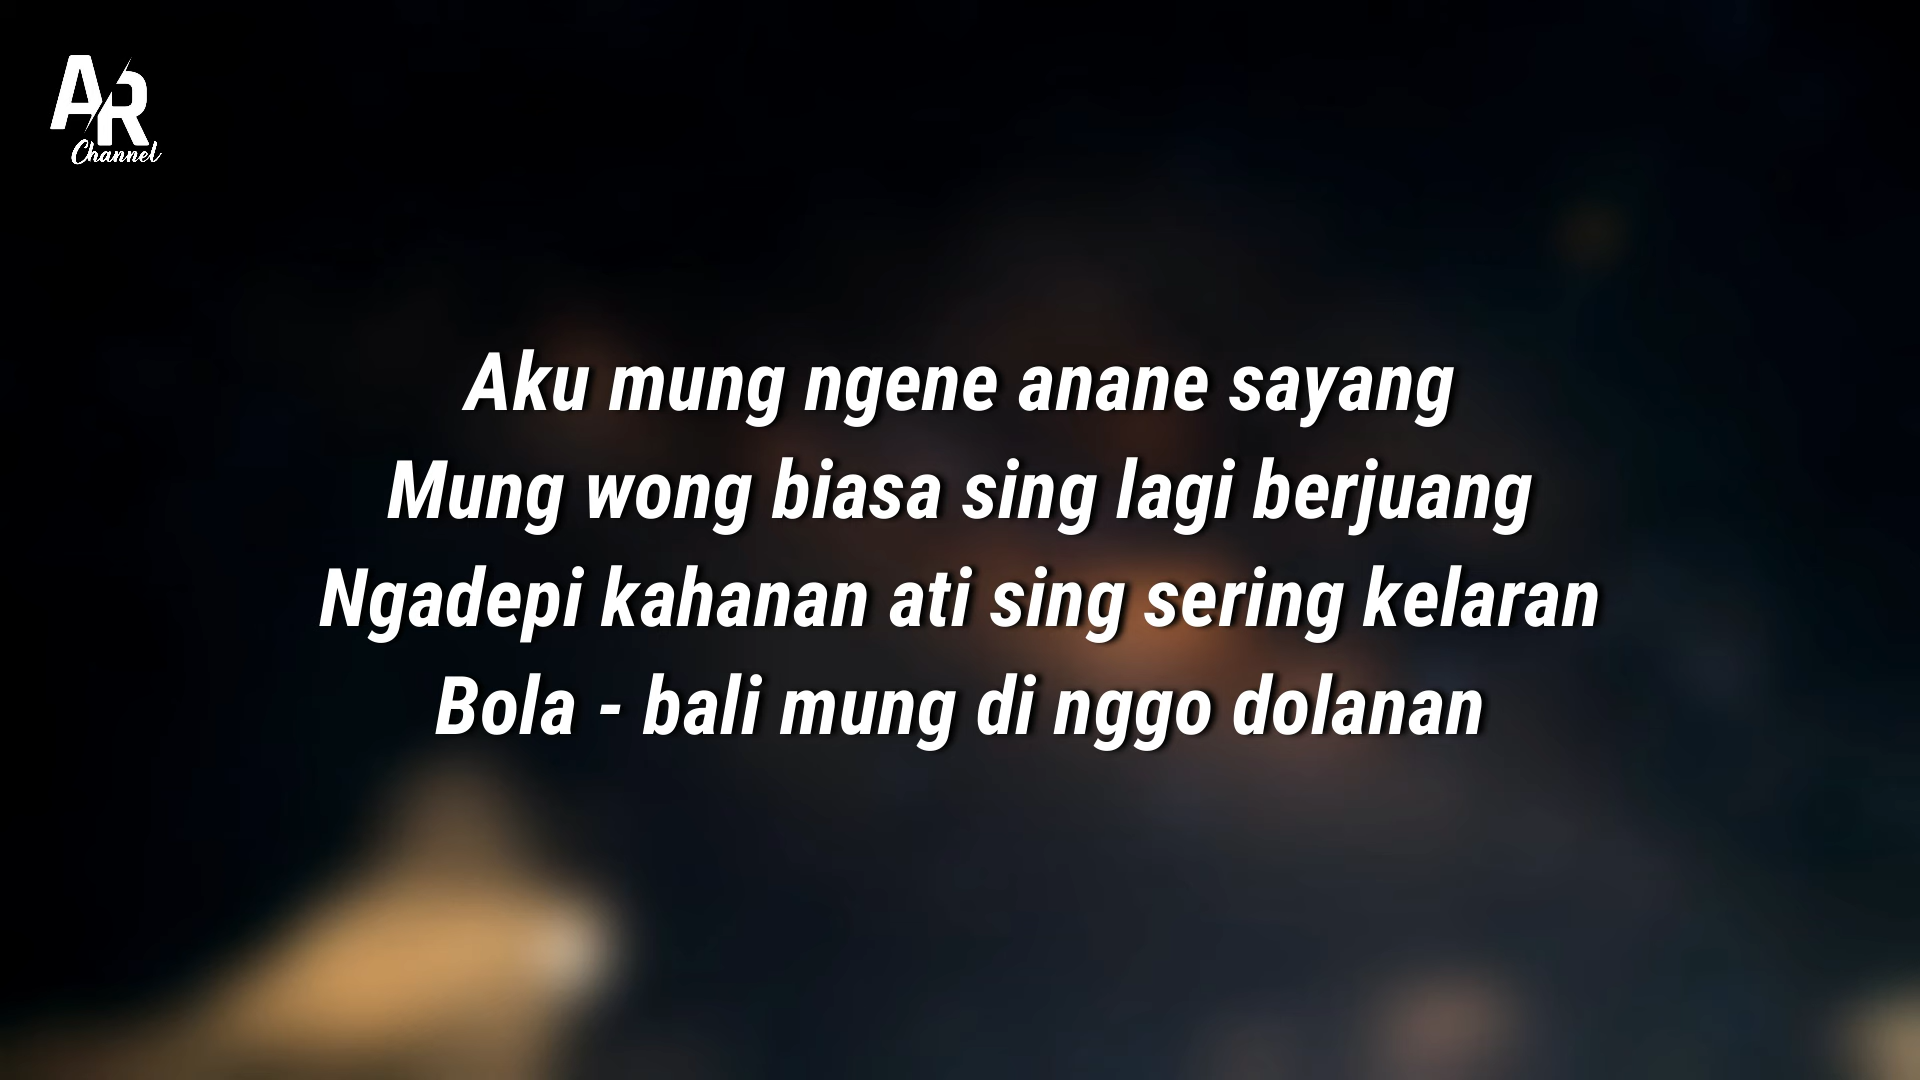 AR
Channel
Aku mung ngene anane sayang
Mung wong biasa sing lagi berjuang
Ngadepi kahanan ati sing sering kelaran
Bola - bali mung di nggo dolanan